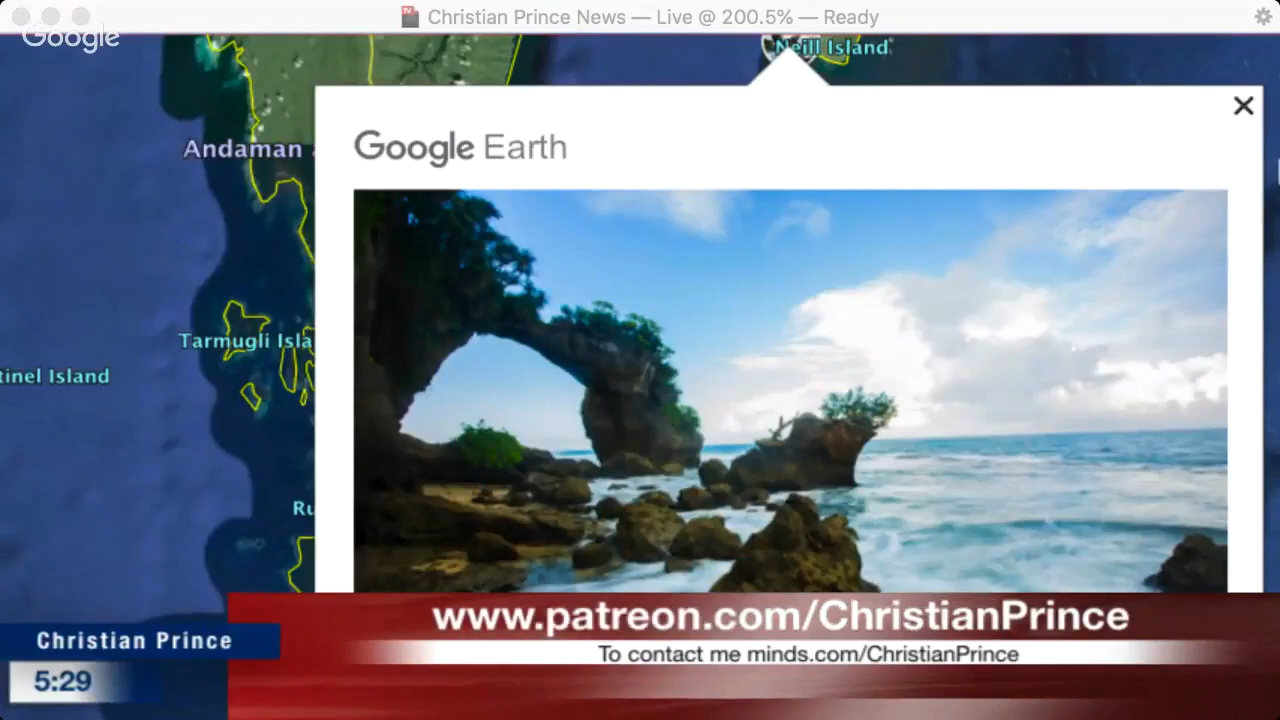 Christian Prince News — Live @ 200.5% — Ready
Google
Neill Island
Andaman
Google Earth
Tarmugli Isla
tinel Island
Ru
www.patreon.com/ChristianPrince
To contact me minds.com/ChristianPrince
Christian Prince
5:29